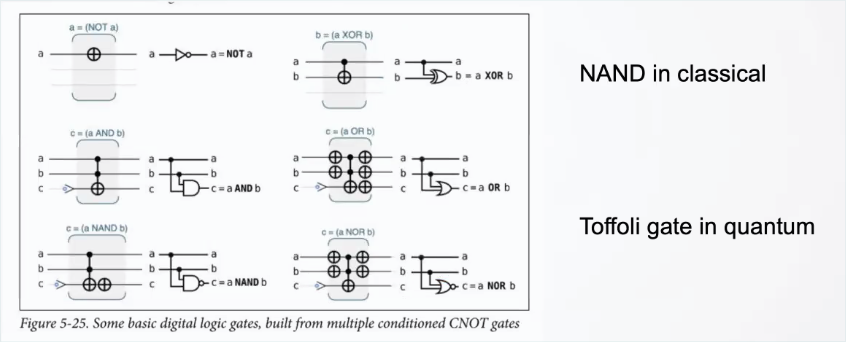 a = (NOT a)
a
a
a = NOT a
b = (a XOR b)
a
b
a
b
a
b = a XOR b
NAND in classical
c = (a AND b)
a
b
c
a
b
c
a
b
c = a AND b
c = (a OR b)
a
b
c
a
b
c
a
b
c = a OR b
Toffoli gate in quantum
c = (a NAND b)
a
b
c
a
b
c
a
b
c = a NAND b
c = (a NOR b)
a
b
c
a
b
c
a
b
c = a NOR b
Figure 5-25. Some basic digital logic gates, built from multiple conditioned CNOT gates